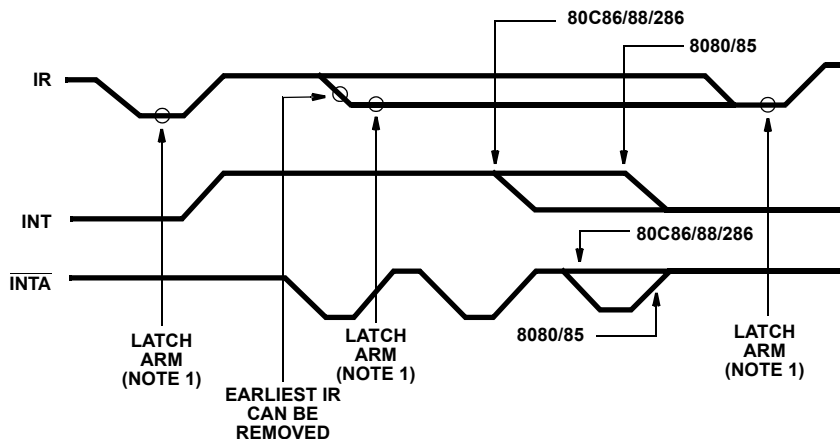 80C86/88/286
8080/85
IR
INT
80C86/88/286
INTA
8080/85
LATCH
ARM
(NOTE 1)
EARLIEST IR
CAN BE
REMOVED
LATCH
ARM
(NOTE 1)
LATCH
ARM
(NOTE 1)